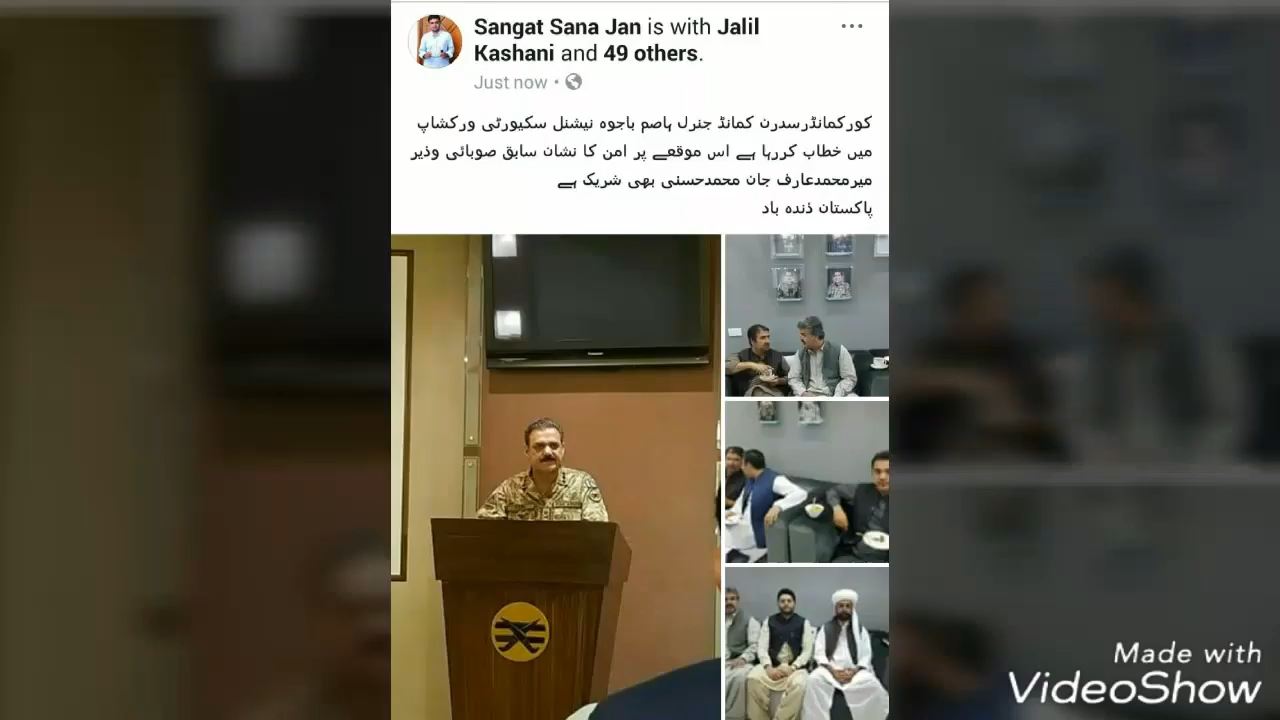 Sangat Sana Jan is with Jalil
Kashani and 49 others.
Just now
کورکمانڈرسدرن کمانڈ جنرل ہاصم باجوہ نیشنل سکیورٹی ورکشاپ
میں خطاب کررہا ہے اس موقعے پر امن کا نشان سابق صوبائی وذیر
میرمحمدعارف جان محمدحسنی بھی شریک ہے
پاکستان ذندہ باد
Made with
VideoShow